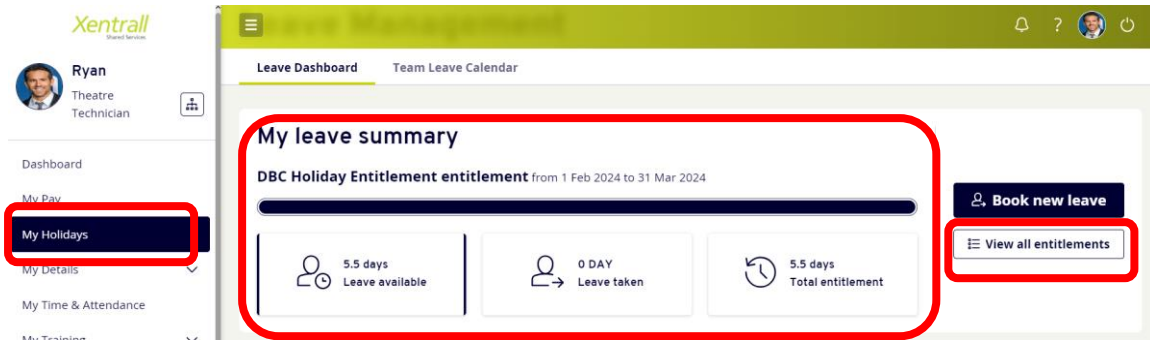 Xentrall
Shared Services
Ryan
Theatre
Technician
Dashboard
My Pay
My Holidays
My Details
My Time & Attendance
My Training
Leave Management
?
Leave Dashboard Team Leave Calendar
My leave summary
DBC Holiday Entitlement entitlement from 1 Feb 2024 to 31 Mar 2024
5.5 days
Leave available
0 DAY
Leave taken
5.5 days
Total entitlement
Book new leave
View all entitlements